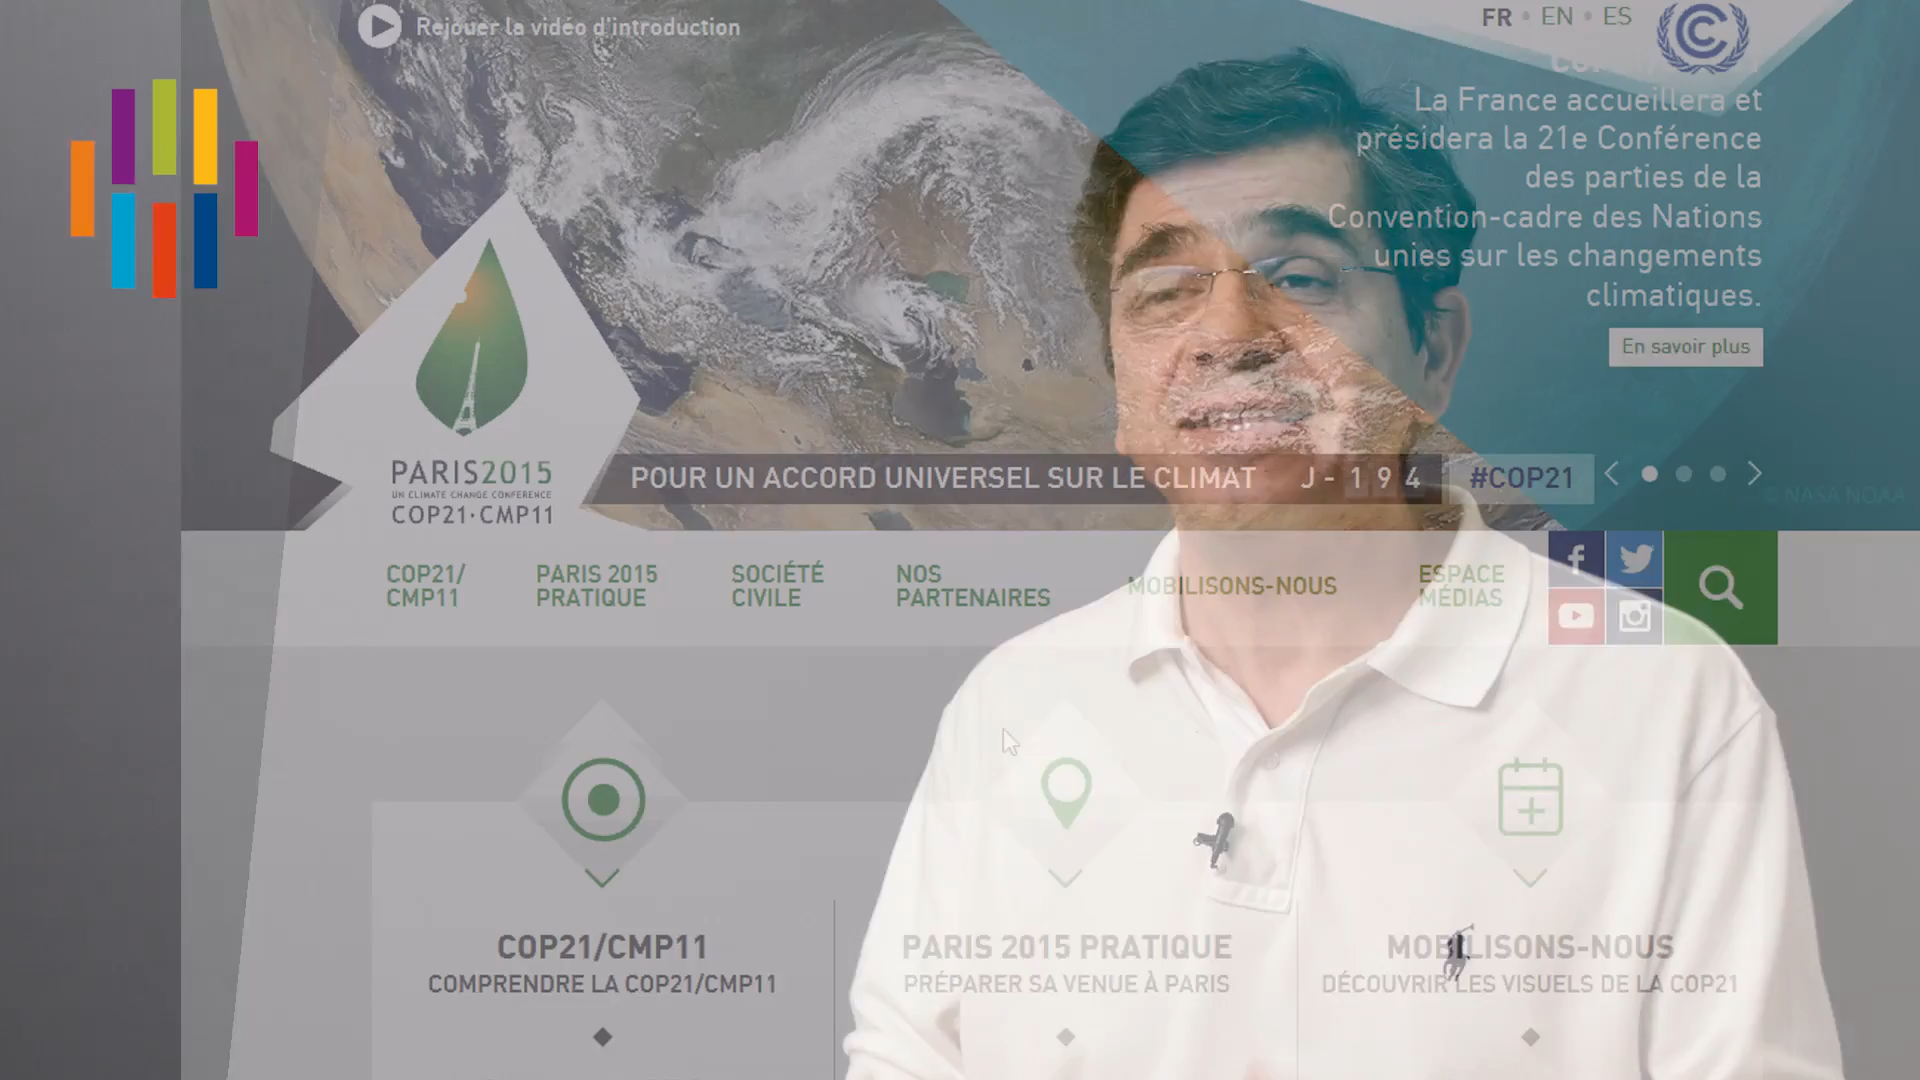 Rejouer la vidéo d'introduction
FR • EN • ES
La France accueillera et
présidera la 21e Conférence
des parties de la
Convention-cadre des Nations
unies sur les changements
climatiques.
En savoir plus
PARIS2015
UN CLIMATE CHANGE CONFERENCE
COP21·CMP11
POUR UN ACCORD UNIVERSEL SUR LE CLIMAT J - 1 9 4 #COP21
© NASA NOAA
COP21/
CMP11
PARIS 2015
PRATIQUE
SOCIÉTÉ
CIVILE
NOS
PARTENAIRES
MOBILISONS-NOUS
ESPACE
MÉDIAS
COP21/CMP11
COMPRENDRE LA COP21/CMP11
PARIS 2015 PRATIQUE
PRÉPARER SA VENUE À PARIS
MOBILISONS-NOUS
DÉCOUVRIR LES VISUELS DE LA COP21